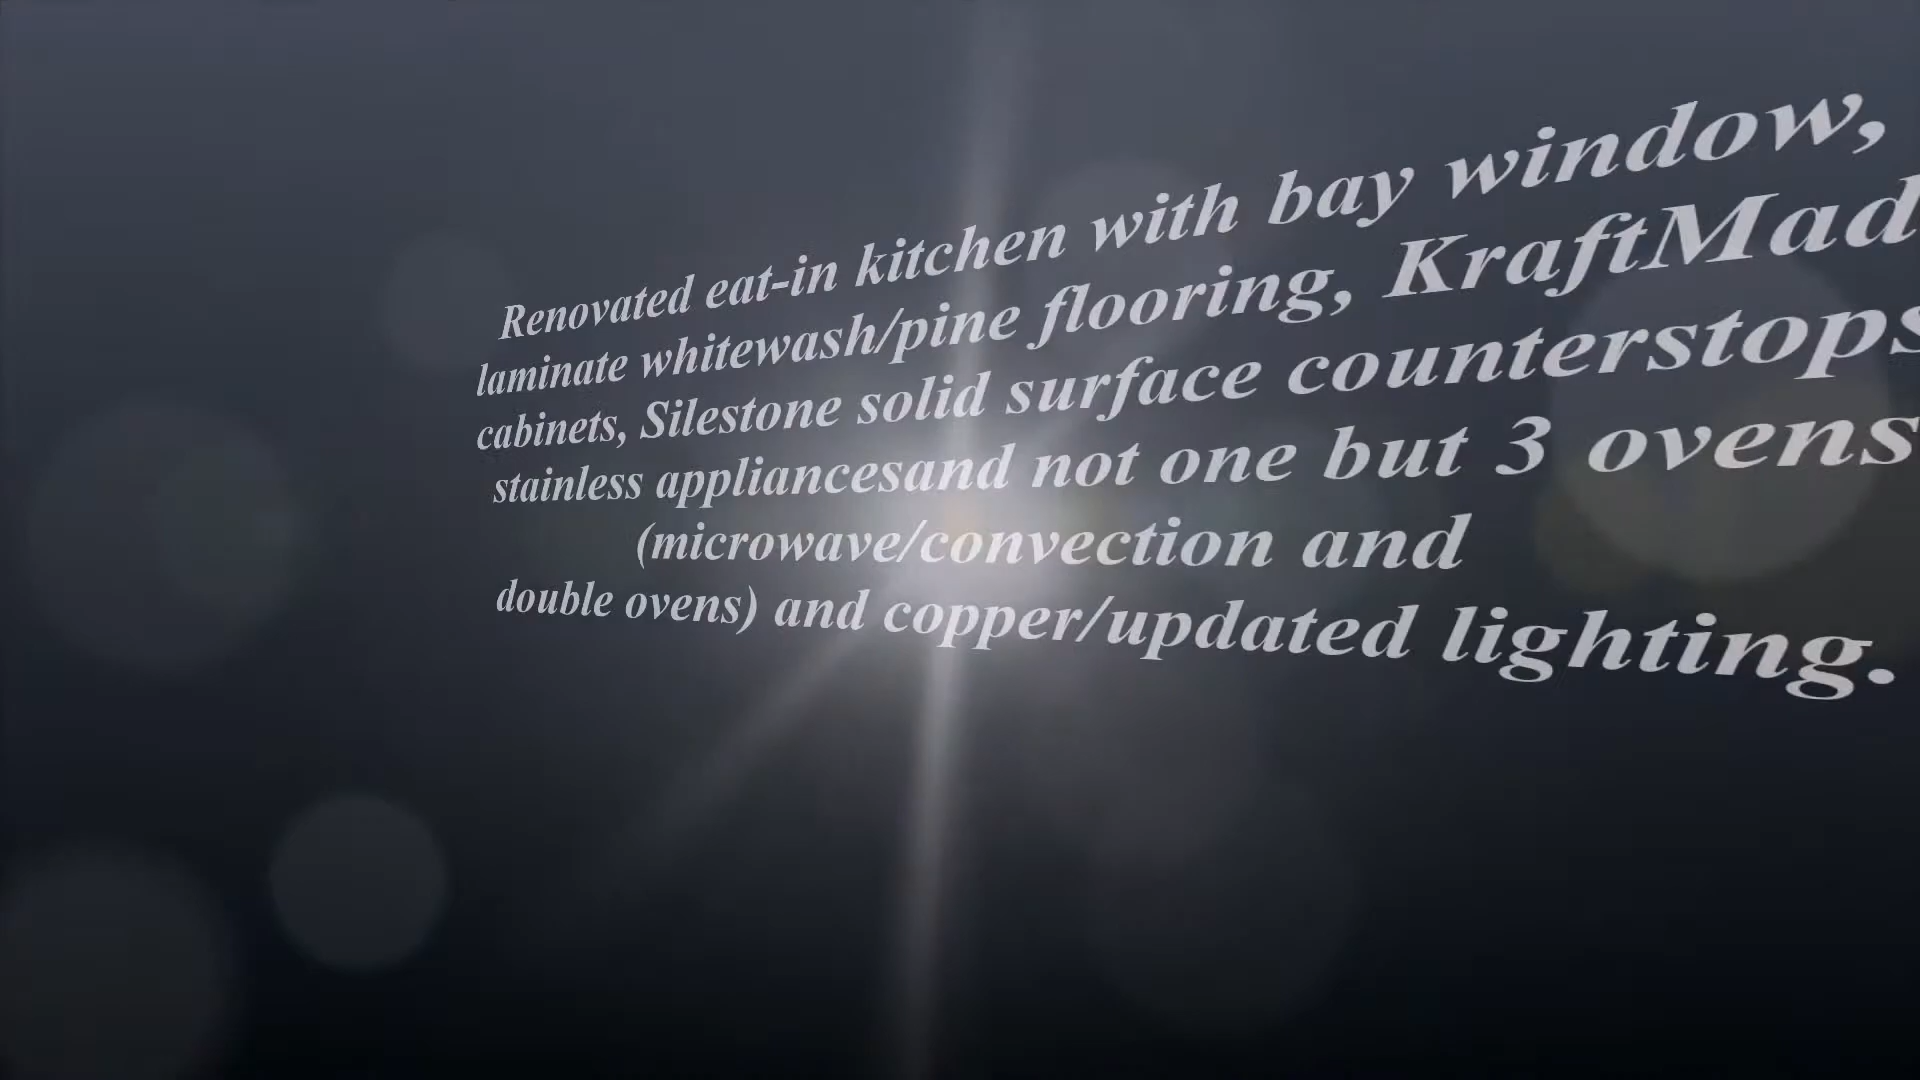 Renovated eat-in kitchen with bay window,
laminate whitewash/pine flooring, KraftMad
cabinets, Silestone solid surface counterstops
stainless appliancesand not one but 3 ovens
(microwave/convection and
double ovens) and copper/updated lighting.